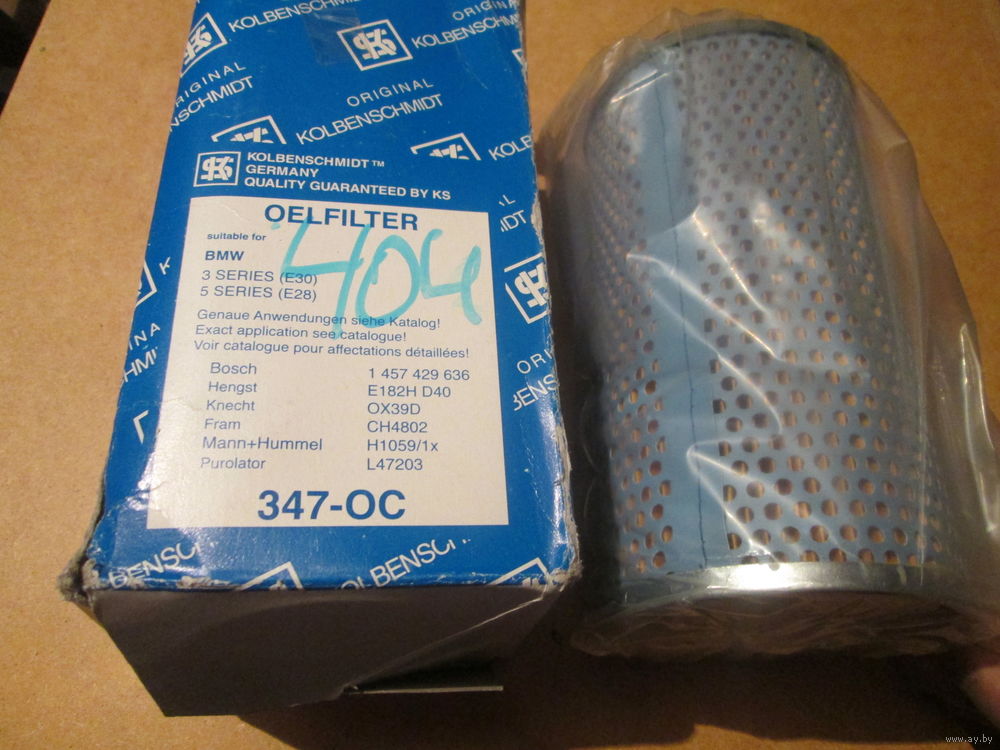 KOLBENSCHMIDT
ORIGINAL
KOLBENSCHMIDT
ORIGINAL
KOLBENSCHMIDT
KOLBENSCHMIDT™
GERMANY
QUALITY GUARANTEED BY KS
OELFILTER
suitable for
BMW
3 SERIES (E30)
5 SERIES (E28)
404
Genaue Anwendungen siehe Katalog!
Exact application see catalogue!
Voir catalogue pour affectations détaillées!
Bosch 1 457 429 636
Hengst E182H D40
Knecht OX39D
Fram CH4802
Mann+Hummel H1059/1x
Purolator L47203
347-OC
www.ay.by